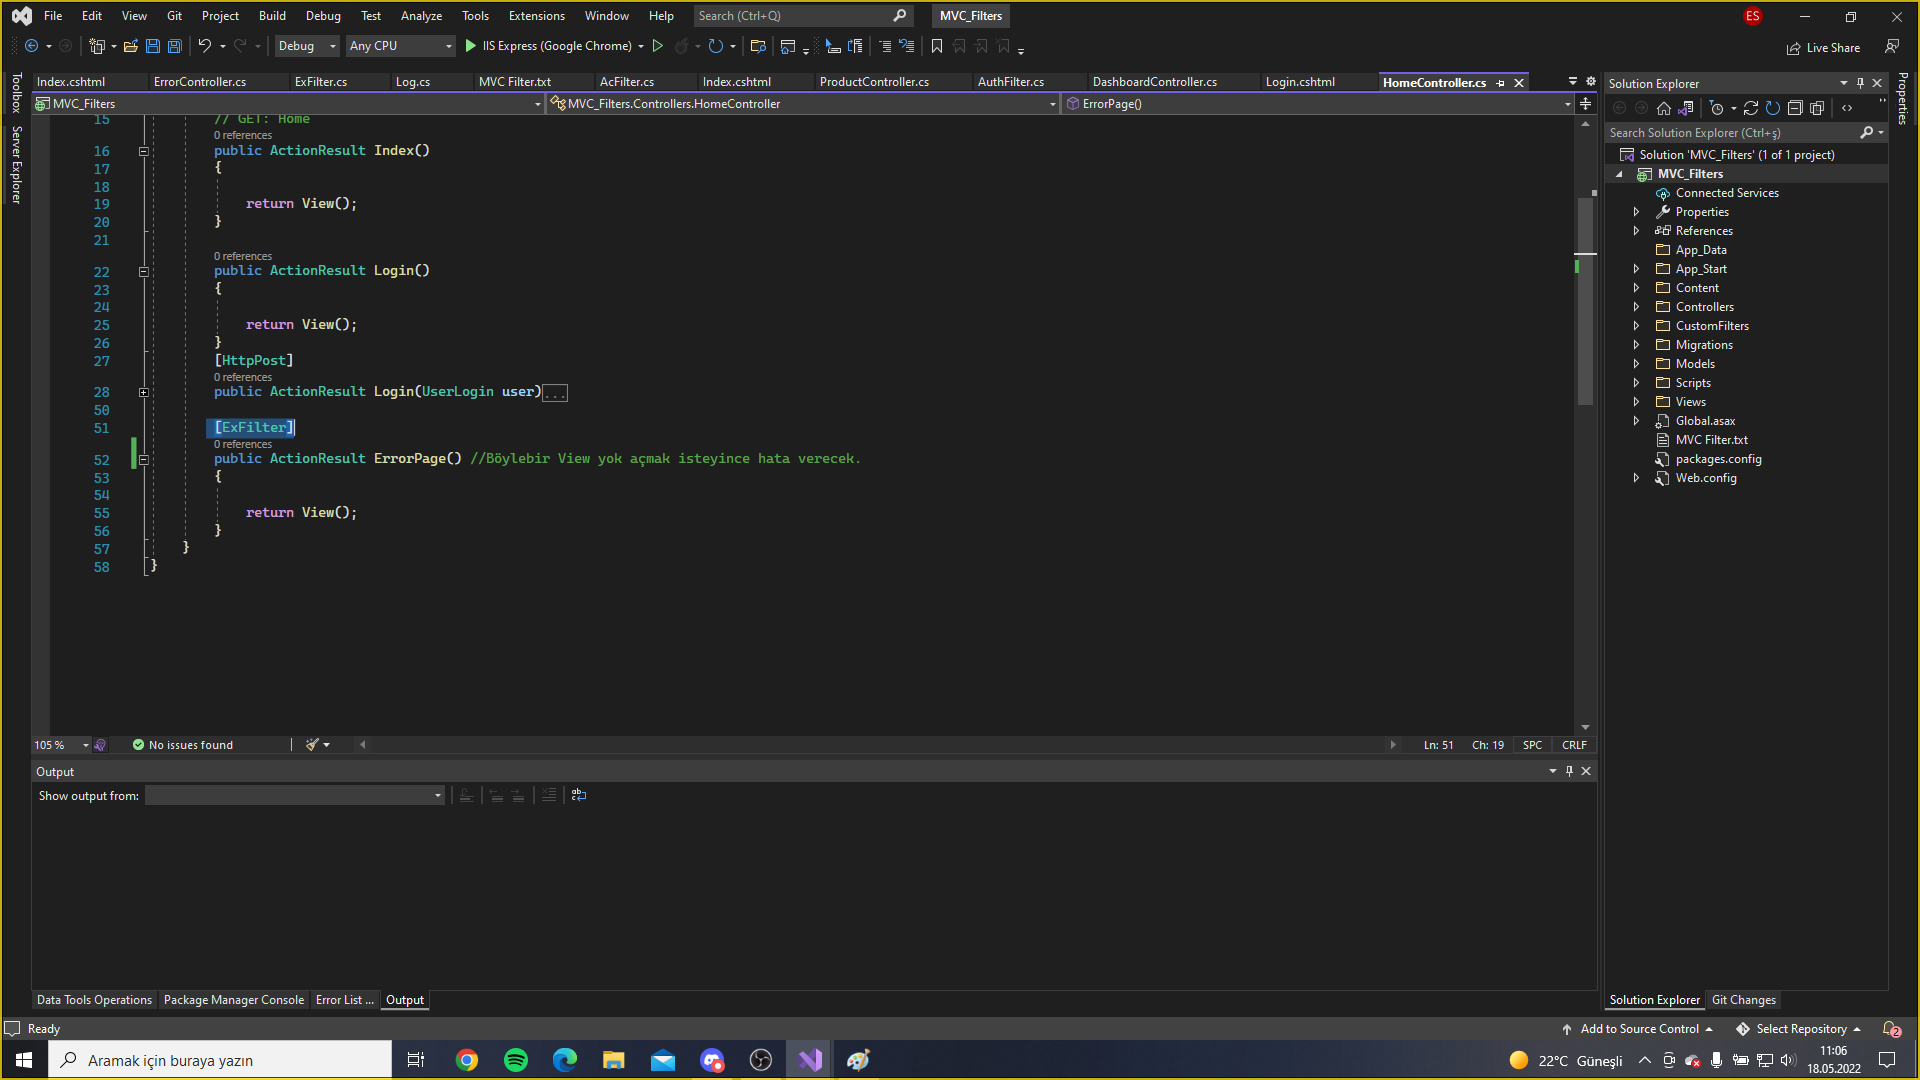 File Edit View Git Project Build Debug Test Analyze Tools Extensions Window Help Search (Ctrl+Q) MVC_Filters ES
Debug Any CPU IIS Express (Google Chrome) Live Share
Index.cshtml ErrorController.cs ExFilter.cs Log.cs MVC Filter.txt AcFilter.cs Index.cshtml ProductController.cs AuthFilter.cs DashboardController.cs Login.cshtml HomeController.cs
MVC_Filters MVC_Filters.Controllers.HomeController ErrorPage()
Toolbox
Server Explorer
15 // GET: Home
0 references
16 public ActionResult Index()
17 {
18
19 return View();
20 }
21
0 references
22 public ActionResult Login()
23 {
24
25 return View();
26 }
27 [HttpPost]
0 references
28 public ActionResult Login(UserLogin user)...
50
51 [ExFilter]
0 references
52 public ActionResult ErrorPage() //Böylebir View yok açmak isteyince hata verecek.
53 {
54
55 return View();
56 }
57 }
58 }
105 % No issues found Ln: 51 Ch: 19 SPC CRLF
Output
Show output from:
Data Tools Operations Package Manager Console Error List ... Output
Solution Explorer
Search Solution Explorer (Ctrl+ş)
Solution 'MVC_Filters' (1 of 1 project)
MVC_Filters
Connected Services
Properties
References
App_Data
App_Start
Content
Controllers
CustomFilters
Migrations
Models
Scripts
Views
Global.asax
MVC Filter.txt
packages.config
Web.config
Solution Explorer Git Changes
Properties
Ready Add to Source Control Select Repository 2
Aramak için buraya yazın 22°C Güneşli 11:06
18.05.2022